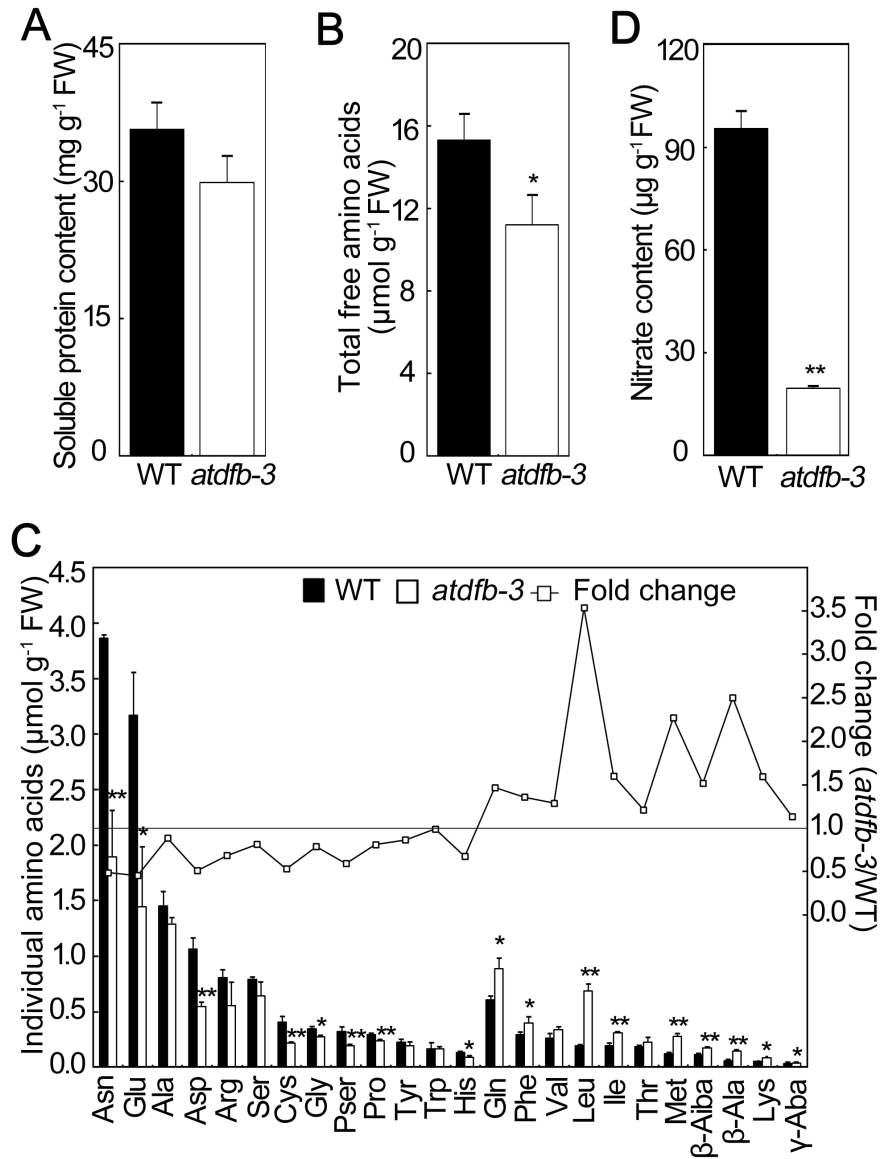 A
Soluble protein content (mg g⁻¹ FW)
45
30
15
0
WT atdfb-3
B
Total free amino acids
(μmol g⁻¹ FW)
20
16
12
8
4
0
*
WT atdfb-3
D
Nitrate content (μg g⁻¹ FW)
120
90
60
30
0
**
WT atdfb-3
C
Individual amino acids (μmol g⁻¹ FW)
4.5
4.0
3.5
3.0
2.5
2.0
1.5
1.0
0.5
0.0
WT atdfb-3 Fold change
Fold change (atdfb-3/WT)
3.5
3.0
2.5
2.0
1.5
1.0
0.5
0.0
** * ** ** * ** ** * * * ** ** ** ** ** * *
Asn Glu Ala Asp Arg Ser Cys Gly Pser Pro Tyr Trp His Gln Phe Val Leu Ile Thr Met β-Aiba β-Ala Lys γ-Aba